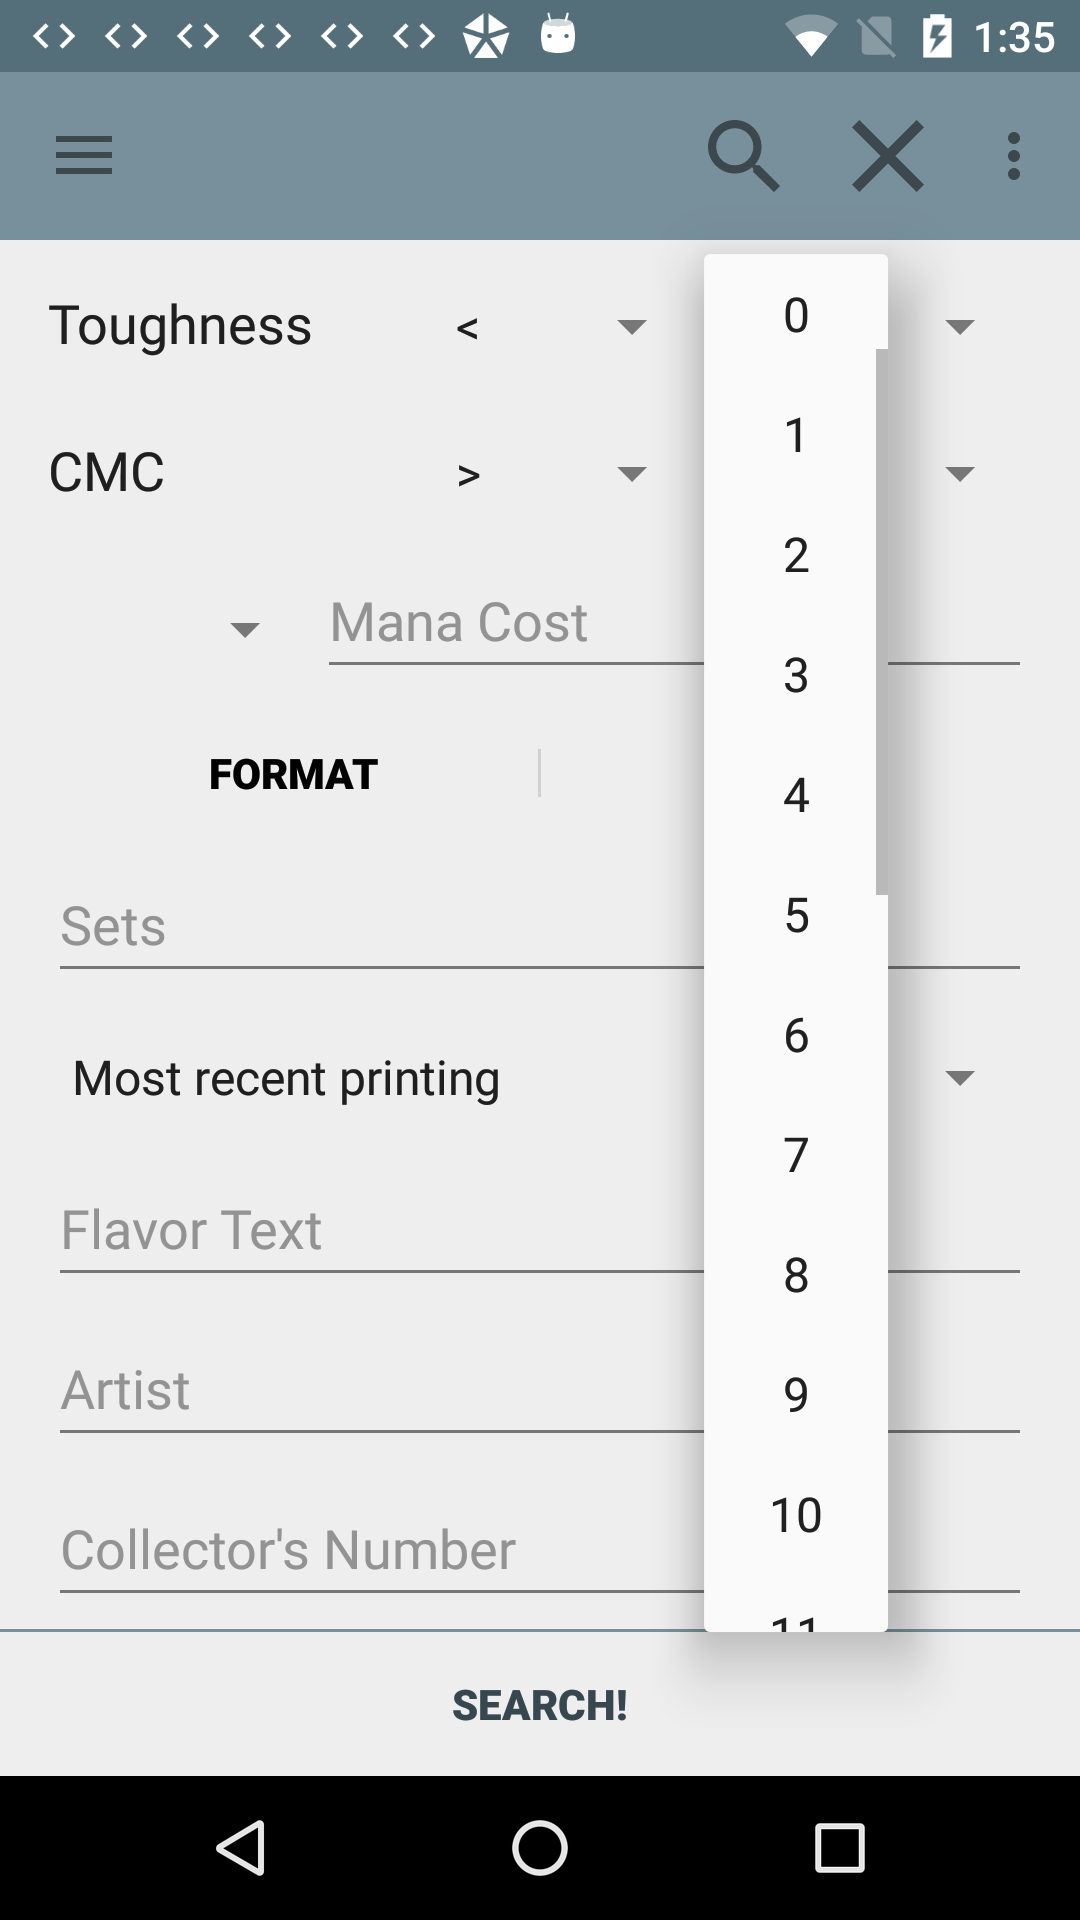 1:35
Toughness < 0
1
CMC >
2
Mana Cost
3
FORMAT
4
Sets
5
6
Most recent printing
7
Flavor Text
8
Artist
9
Collector's Number
10
11
SEARCH!